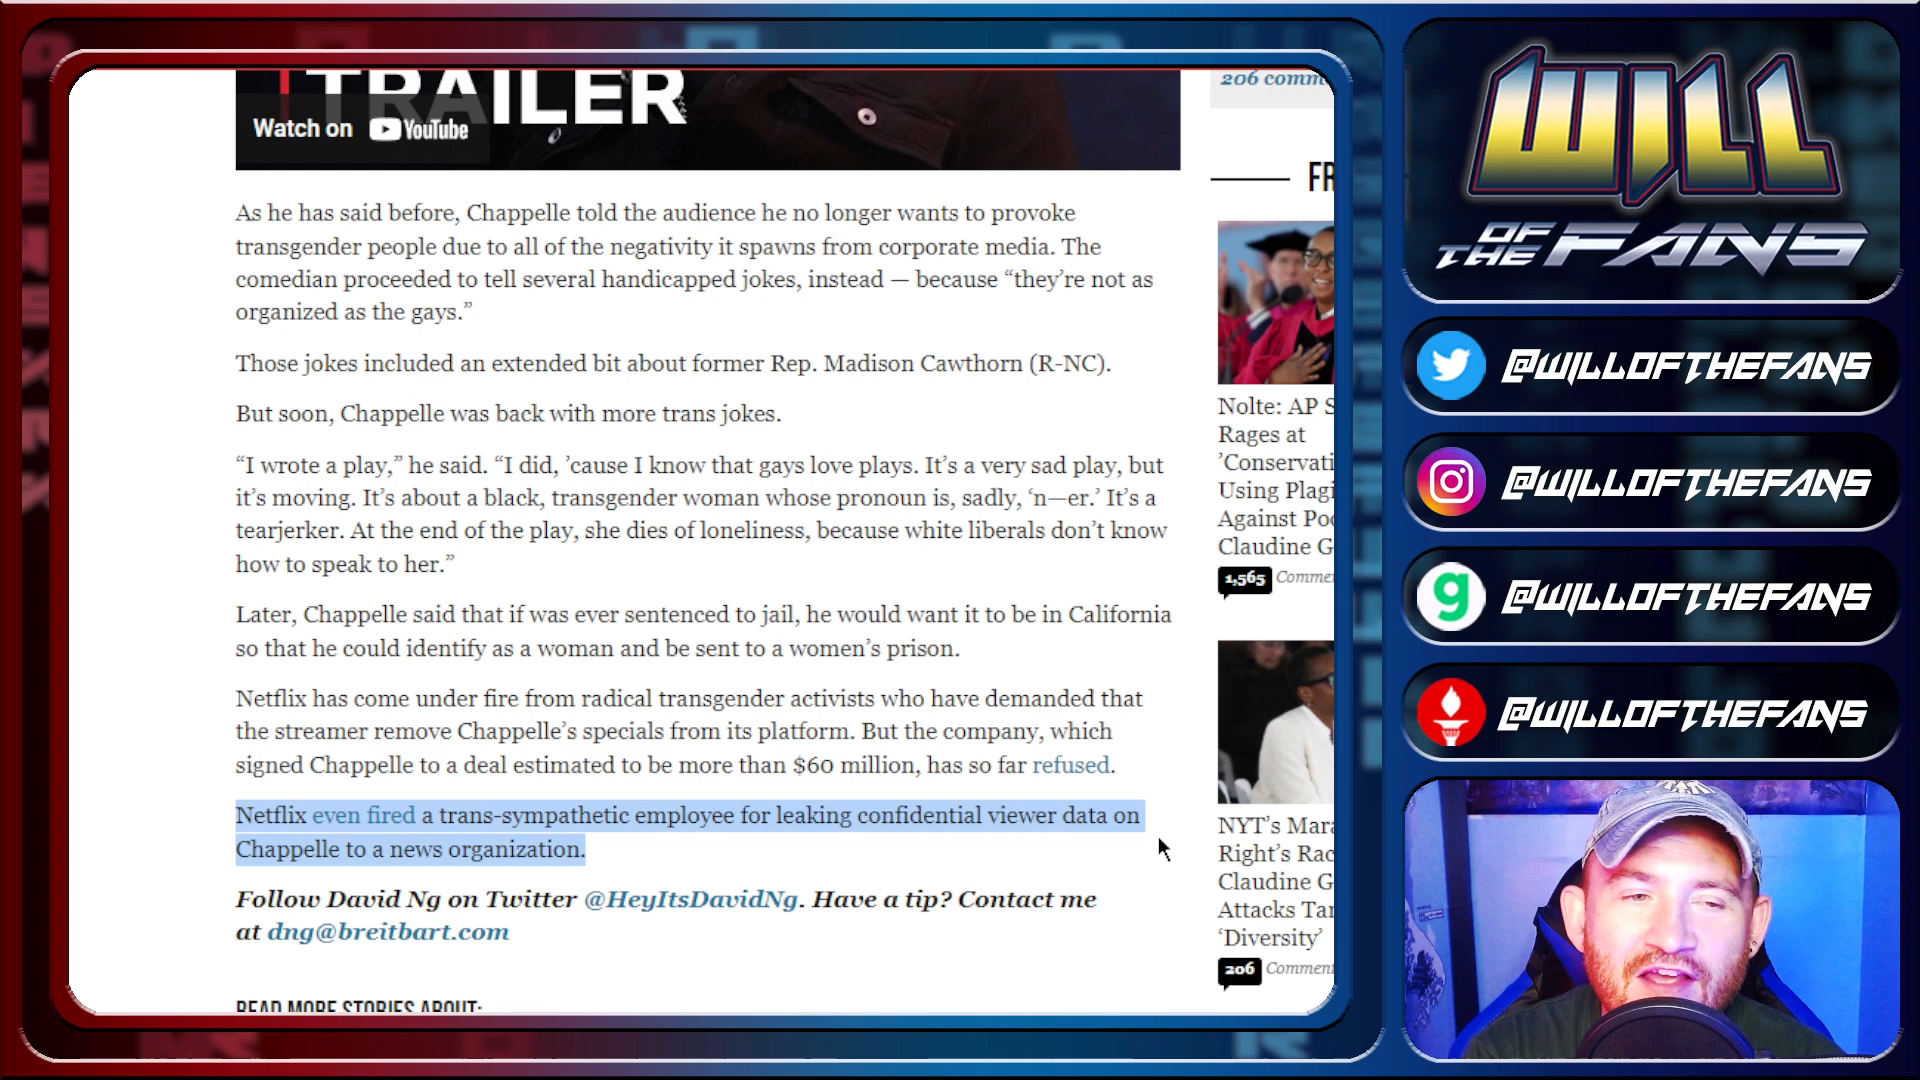 TRAILER
Watch on YouTube
As he has said before, Chappelle told the audience he no longer wants to provoke
transgender people due to all of the negativity it spawns from corporate media. The
comedian proceeded to tell several handicapped jokes, instead — because “they’re not as
organized as the gays.”
Those jokes included an extended bit about former Rep. Madison Cawthorn (R-NC).
But soon, Chappelle was back with more trans jokes.
“I wrote a play,” he said. “I did, ’cause I know that gays love plays. It’s a very sad play, but
it’s moving. It’s about a black, transgender woman whose pronoun is, sadly, ‘n—er.’ It’s a
tearjerker. At the end of the play, she dies of loneliness, because white liberals don’t know
how to speak to her.”
Later, Chappelle said that if was ever sentenced to jail, he would want it to be in California
so that he could identify as a woman and be sent to a women’s prison.
Netflix has come under fire from radical transgender activists who have demanded that
the streamer remove Chappelle’s specials from its platform. But the company, which
signed Chappelle to a deal estimated to be more than $60 million, has so far refused.
Netflix even fired a trans-sympathetic employee for leaking confidential viewer data on
Chappelle to a news organization.
Follow David Ng on Twitter @HeyItsDavidNg. Have a tip? Contact me
at dng@breitbart.com
READ MORE STORIES ABOUT:
206 comm
FR
Nolte: AP S
Rages at
’Conservati
Using Plagi
Against Po
Claudine G
1,565 Comme
NYT’s Mara
Right’s Rac
Claudine G
Attacks Tar
‘Diversity’
206 Commen
WILL
OF
THE FANS
@WILLOFTHEFANS
@WILLOFTHEFANS
g @WILLOFTHEFANS
@WILLOFTHEFANS